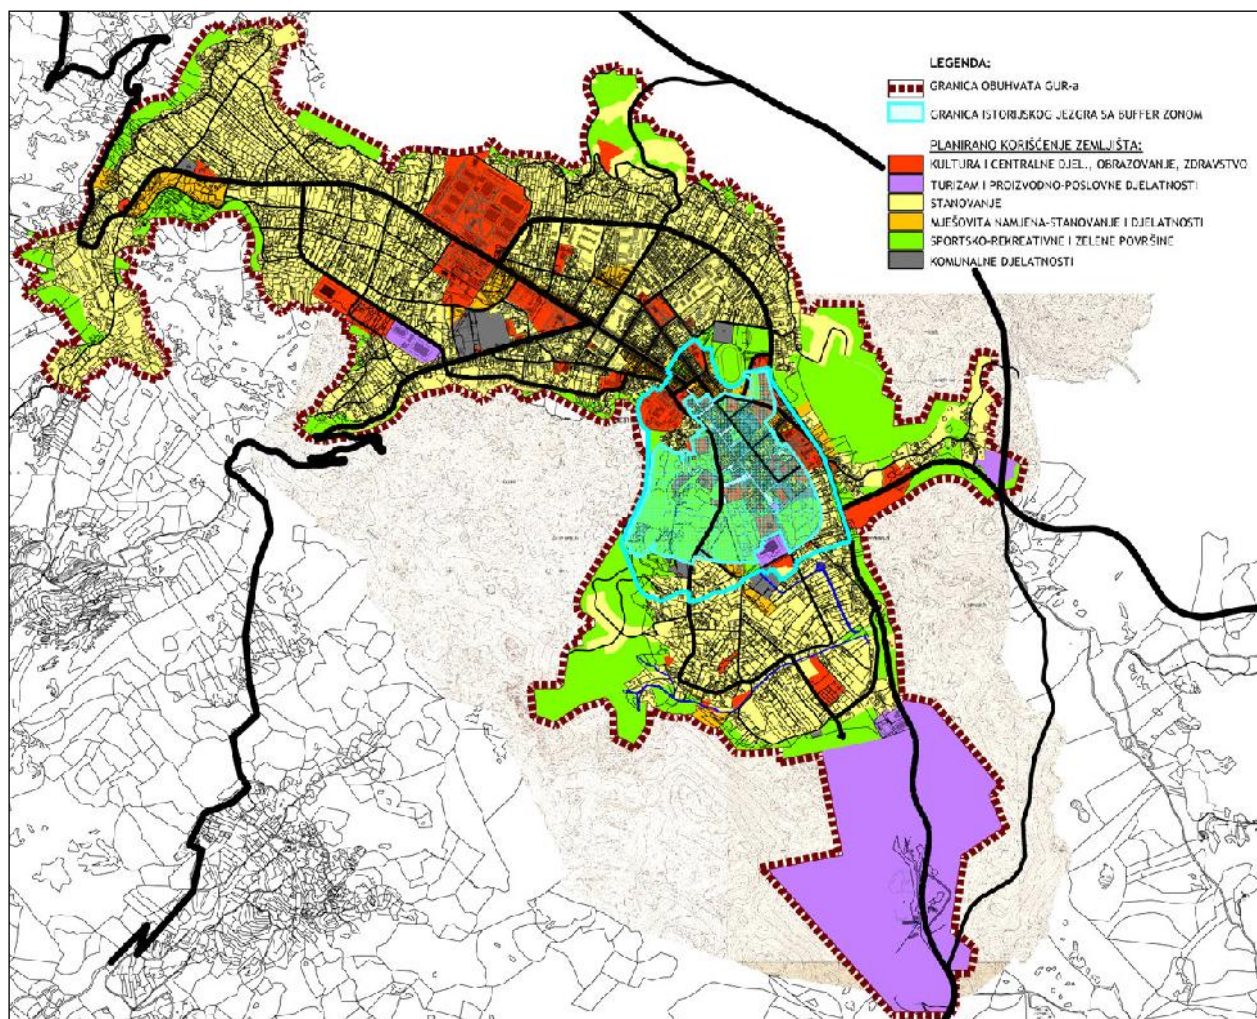 LEGENDA:
GRANICA OBUHVATA GUR-a
GRANICA ISTORIJSKOG JEZGRA SA BUFFER ZONOM
PLANIRANO KORIŠĆENJE ZEMLJIŠTA:
KULTURA I CENTRALNE DJEL., OBRAZOVANJE, ZDRAVSTVO
TURIZAM I PROIZVODNO-POSLOVNE DJELATNOSTI
STANOVANJE
MJEŠOVITA NAMJENA-STANOVANJE I DJELATNOSTI
SPORTSKO-REKREATIVNE I ZELENE POVRŠINE
KOMUNALNE DJELATNOSTI